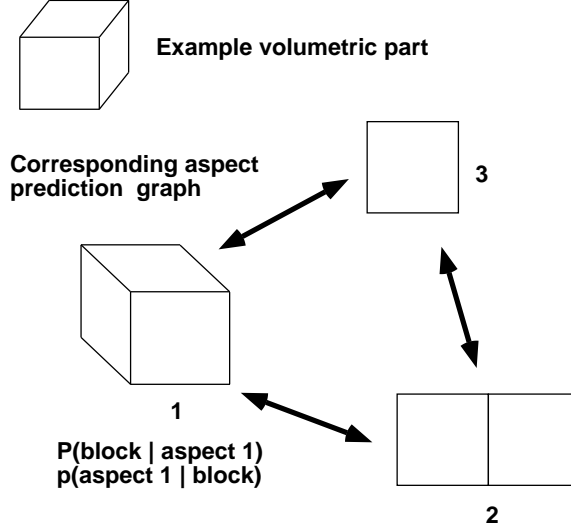 Example volumetric part
Corresponding aspect
prediction graph
3
1
P(block | aspect 1)
p(aspect 1 | block)
2